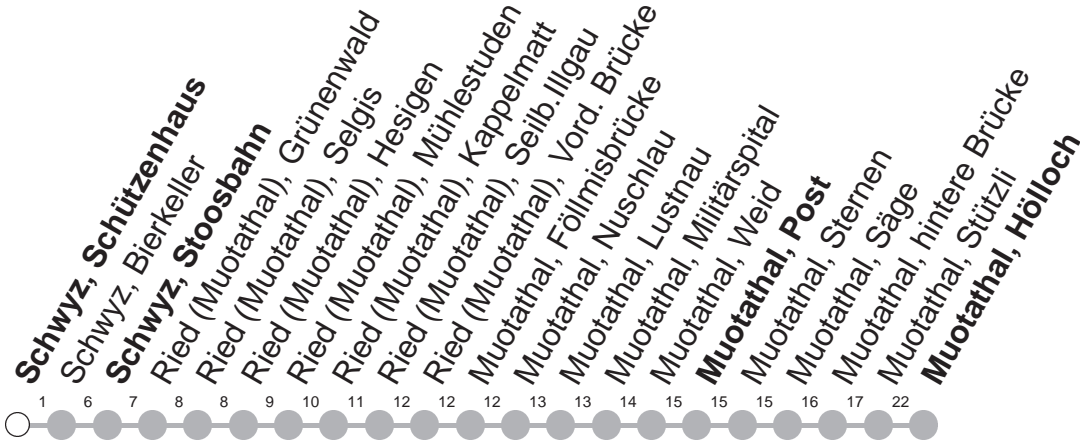 Schwyz, Schützenhaus
Schwyz, Bierkeller
Schwyz, Stoosbahn
Ried (Muotathal), Grünenwald
Ried (Muotathal), Selgis
Ried (Muotathal), Hesigen
Ried (Muotathal), Mühlestuden
Ried (Muotathal), Kappelmatt
Ried (Muotathal), Seilb.Illgau
Ried (Muotathal), Vord. Brücke
Muotathal, Föllmisbrücke
Muotathal, Nuschlau
Muotathal, Lustnau
Muotathal, Militärspital
Muotathal, Weid
Muotathal, Post
Muotathal, Sternen
Muotathal, Säge
Muotathal, hintere Brücke
Muotathal, Stützli
Muotathal, Hölloch
1 6 7 8 8 9 10 11 12 12 12 13 13 14 15 15 15 16 17 22